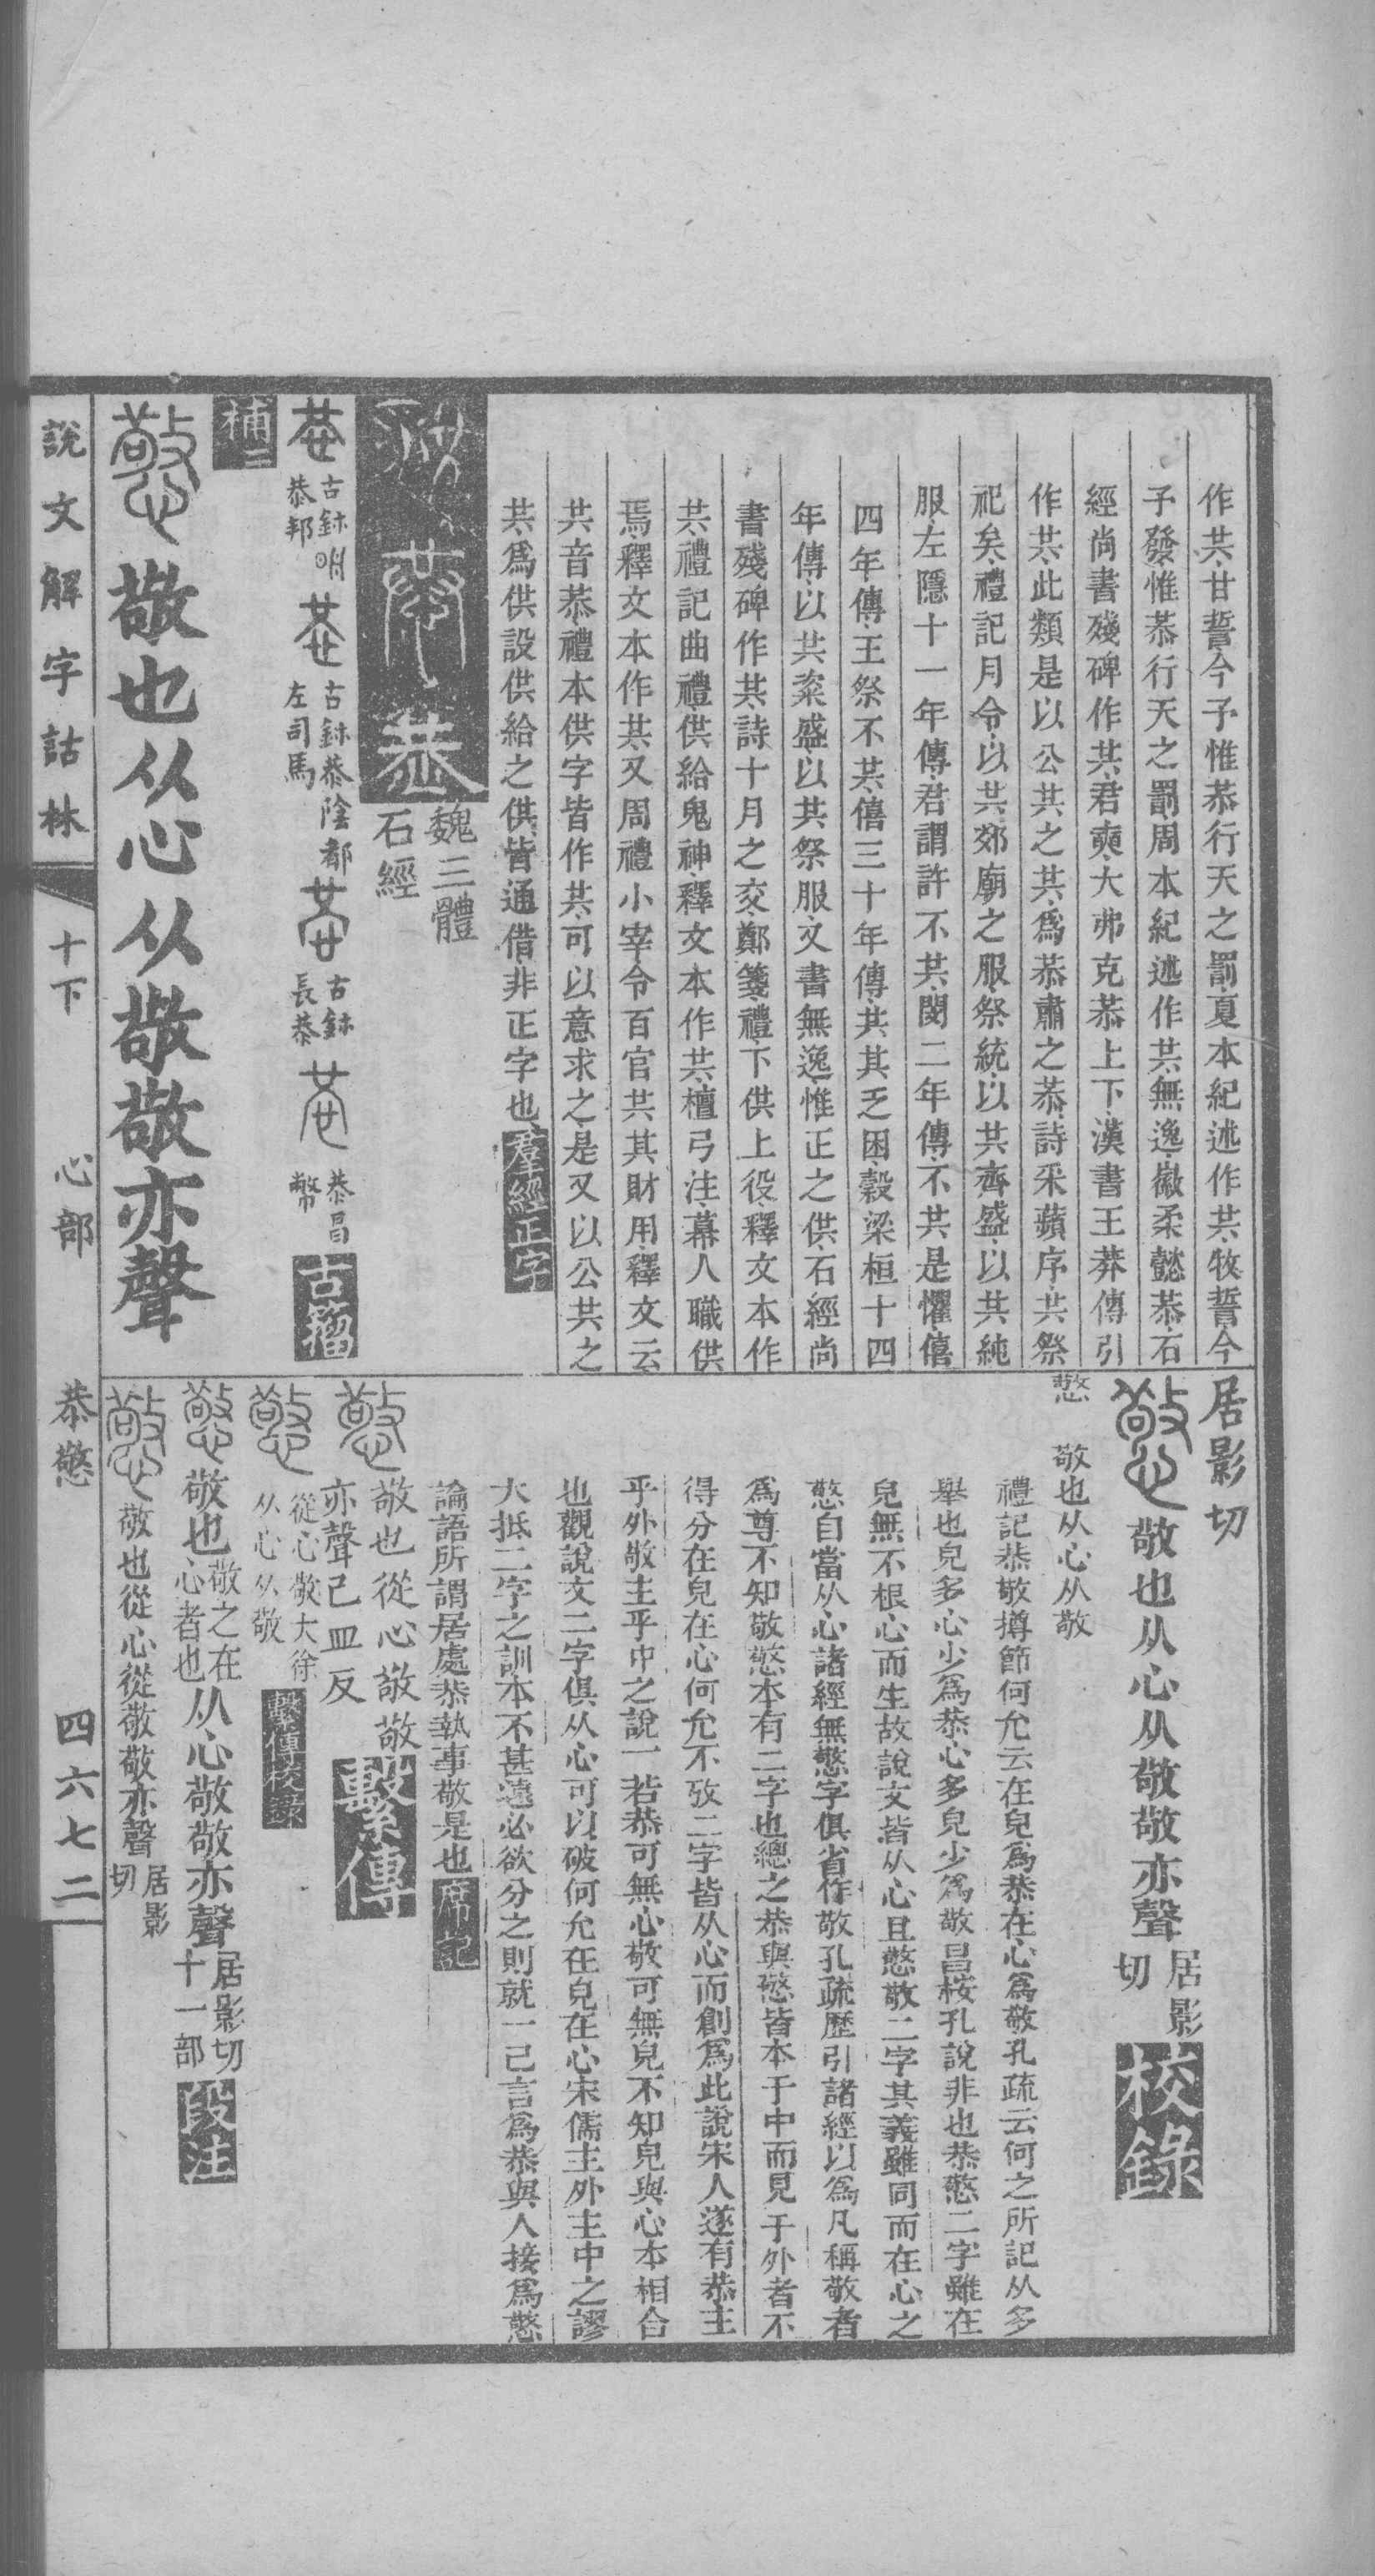 作共甘誓今予惟恭行天之罰夏本紀述作共牧誓今
予發惟恭行天之罰周本紀述作共無逸徽柔懿恭石
經尚書殘碑作共君奭大弗克恭上下漢書王莽傳引
作共此類是以公共之共爲恭肅之恭詩采蘋序共祭
祀矣禮記月令以共郊廟之服祭統以共齊盛以共純
服左隱十一年傳君謂許不共閔二年傳不共是懼僖
四年傳王祭不共僖三十年傳共其乏困穀梁桓十四
年傳以共粢盛以共祭服又書無逸惟正之供石經尚
書殘碑作共詩十月之交鄭箋禮下供上役釋文本作
共禮記曲禮供給鬼神釋文本作共檀弓注幕人職供
焉釋文本作共又周禮小宰令百官共其財用釋文云
共音恭禮本供字皆作共可以意求之是又以公共之
共爲供設供給之供皆通借非正字也羣經正字
恭
魏三體
石經
古鉨明
恭邦
古鉨恭陰都
左司馬
古鉨
長恭
恭昌
幣
古籀
補
憼敬也从心从敬敬亦聲
居影切
憼敬也从心从敬敬亦聲
居影
切
校錄
憼
敬也从心从敬
禮記恭敬撙節何允云在皃爲恭在心爲敬孔疏云何之所記从多
舉也皃多心少爲恭心多皃少爲敬昌桉孔說非也恭憼二字雖在
皃無不根心而生故說文皆从心且憼敬二字其義雖同而在心之
憼自當从心諸經無憼字俱省作敬孔疏歷引諸經以爲凡稱敬者
爲尊不知敬憼本有二字也總之恭與憼皆本于中而見于外者不
得分在皃在心何允不攷二字皆从心而創爲此說宋人遂有恭主
乎外敬主乎中之說一若恭可無心敬可無皃不知皃與心本相合
也觀說文二字俱从心可以破何允在皃在心宋儒主外主中之謬
大抵二字之訓本不甚遠必欲分之則就一己言爲恭與人接爲憼
論語所謂居處恭執事敬是也席記
憼
敬也從心敬敬
亦聲己皿反
繫傳
憼
從心敬大徐
从心从敬
繫傳校錄
憼敬也
敬之在
心者也
从心敬敬亦聲
居影切
十一部
段注
憼敬也從心從敬敬亦聲
居影
切
說文解字詁林 十下 心部 恭憼 四六七二